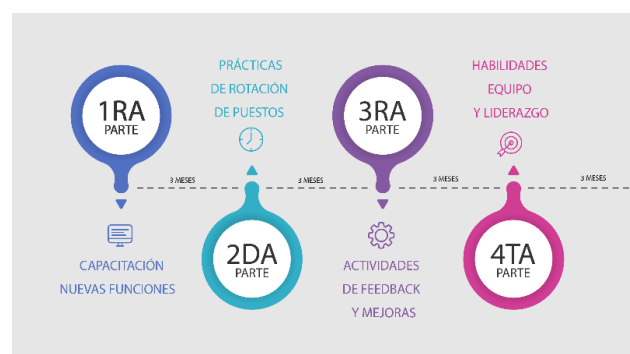 1RA
PARTE
CAPACITACIÓN
NUEVAS FUNCIONES
3 MESES
PRÁCTICAS
DE ROTACIÓN
DE PUESTOS
2DA
PARTE
3 MESES
3RA
PARTE
ACTIVIDADES
DE FEEDBACK
Y MEJORAS
3 MESES
HABILIDADES
EQUIPO
Y LIDERAZGO
4TA
PARTE
3 MESES